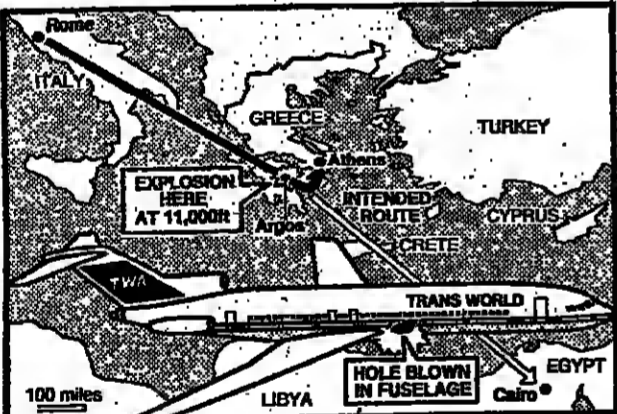 Rome
ITALY
GREECE
TURKEY
Athens
EXPLOSION
HERE
AT 11,000ft
Argos
INTENDED
ROUTE
CYPRUS
CRETE
TWA
TRANS WORLD
HOLE BLOWN
IN FUSELAGE
EGYPT
Cairo
100 miles
LIBYA